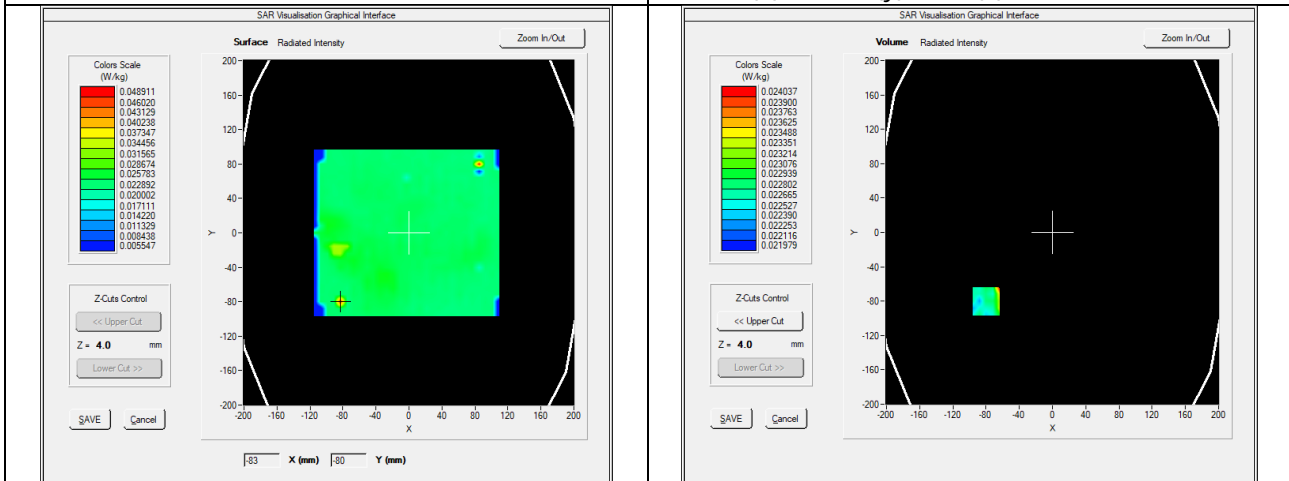 SAR Visualisation Graphical Interface
Surface Radiated Intensity
Zoom In/Out
Colors Scale
(W/kg)
0.048911
0.046020
0.043129
0.040238
0.037347
0.034456
0.031565
0.028674
0.025783
0.022892
0.020002
0.017111
0.014220
0.011329
0.008438
0.005547
Z-Cuts Control
<< Upper Cut
Z = 4.0 mm
Lower Cut >>
SAVE Cancel
200
160
120
80
40
0
-40
-80
-120
-160
-200
Y
-200 -160 -120 -80 -40 0 40 80 120 160 200
X
-83 X (mm) -80 Y (mm)
SAR Visualisation Graphical Interface
Volume Radiated Intensity
Zoom In/Out
Colors Scale
(W/kg)
0.024037
0.023900
0.023763
0.023625
0.023488
0.023351
0.023214
0.023076
0.022939
0.022802
0.022665
0.022527
0.022390
0.022253
0.022116
0.021979
Z-Cuts Control
<< Upper Cut
Z = 4.0 mm
Lower Cut >>
SAVE Cancel
200
160
120
80
40
0
-40
-80
-120
-160
-200
Y
-200 -160 -120 -80 -40 0 40 80 120 160 200
X